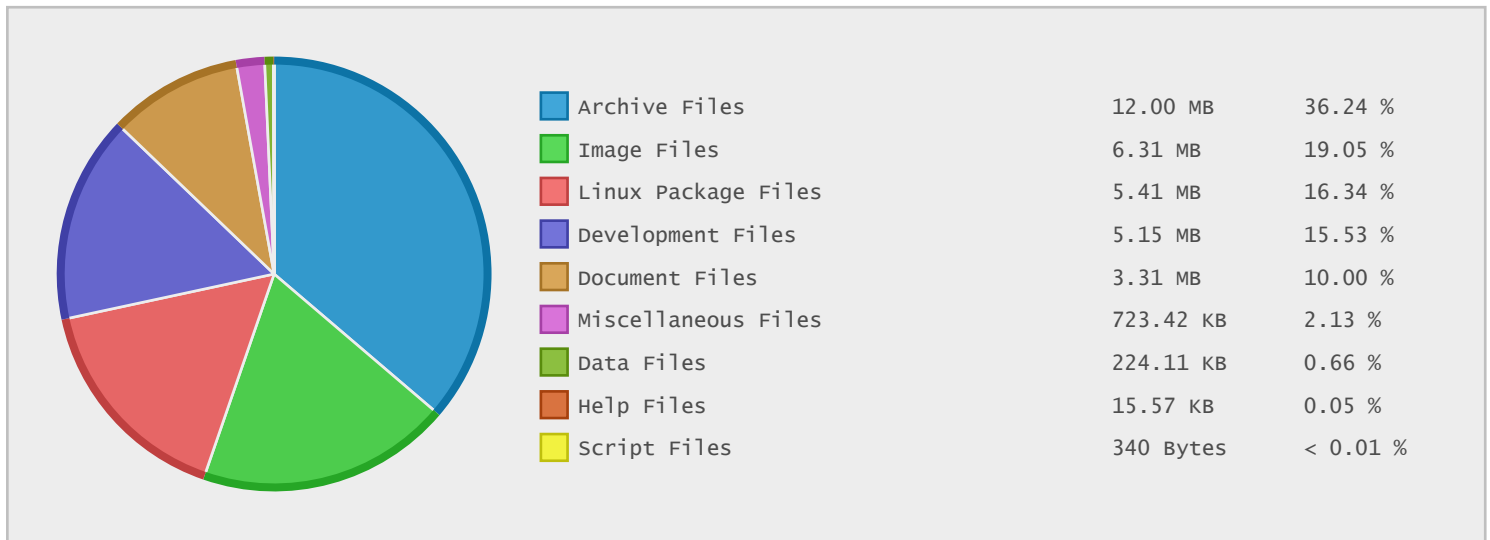 Archive Files 12.00 MB 36.24 %
Image Files 6.31 MB 19.05 %
Linux Package Files 5.41 MB 16.34 %
Development Files 5.15 MB 15.53 %
Document Files 3.31 MB 10.00 %
Miscellaneous Files 723.42 KB 2.13 %
Data Files 224.11 KB 0.66 %
Help Files 15.57 KB 0.05 %
Script Files 340 Bytes < 0.01 %